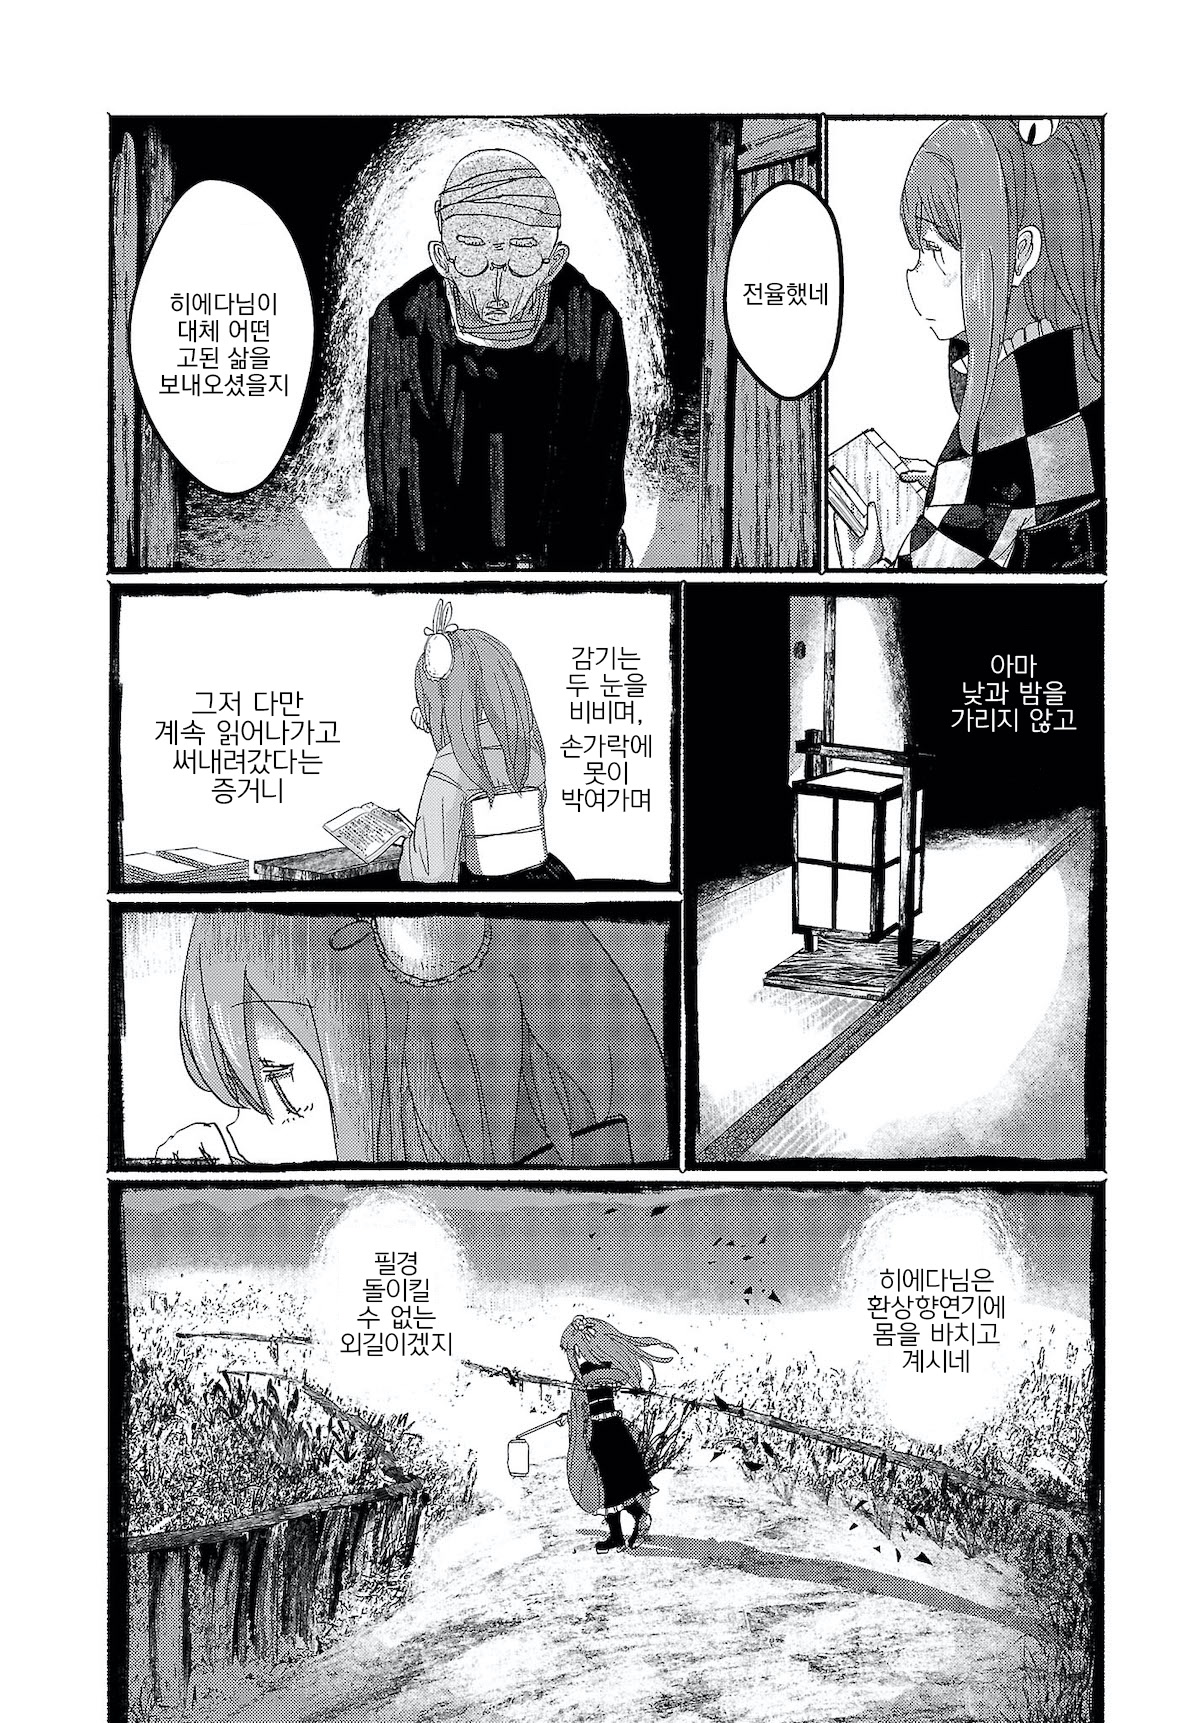 전율했네
히에다님이
대체 어떤
고된 삶을
보내오셨을지
아마
낮과 밤을
가리지 않고
감기는
두 눈을
비비며,
손가락에
못이
박여가며
그저 다만
계속 읽어나가고
써내려갔다는
증거니
히에다님은
환상향연기에
몸을 바치고
계시네
필경
돌이킬
수 없는
외길이겠지